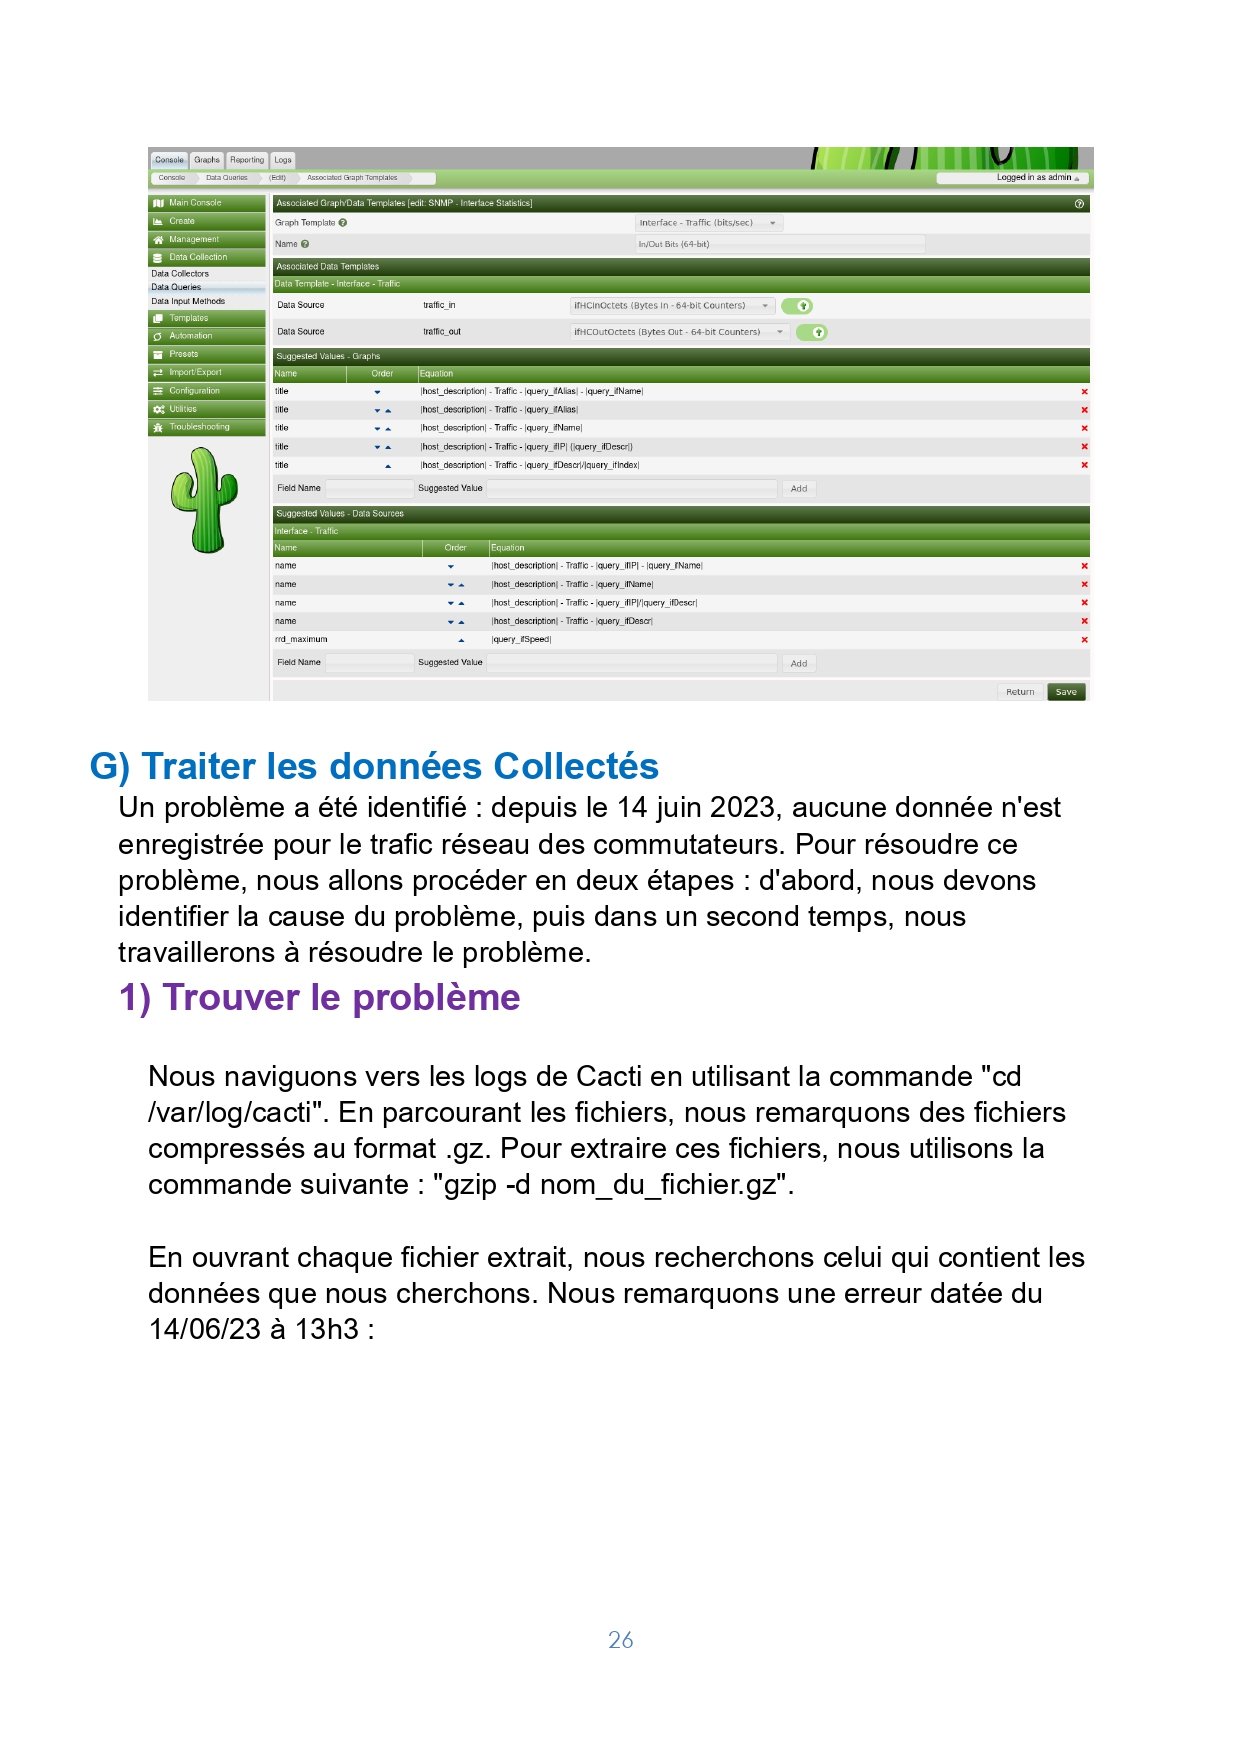 Console Graphs Reporting Logs
Console Data Queries (Edit) Associated Graph Templates
Logged in as admin
Main Console
Create
Management
Data Collection
Data Collectors
Data Queries
Data Input Methods
Templates
Automation
Presets
Import/Export
Configuration
Utilities
Troubleshooting
Associated Graph/Data Templates [edit: SNMP - Interface Statistics]
Graph Template Interface - Traffic (bits/sec)
Name In/Out Bits (64-bit)
Associated Data Templates
Data Template - Interface - Traffic
Data Source traffic_in ifHCInOctets (Bytes In - 64-bit Counters)
Data Source traffic_out ifHCOutOctets (Bytes Out - 64-bit Counters)
Suggested Values - Graphs
Name Order Equation
title |host_description| - Traffic - |query_ifAlias| - |query_ifName|
title |host_description| - Traffic - |query_ifAlias|
title |host_description| - Traffic - |query_ifName|
title |host_description| - Traffic - |query_ifIP| (|query_ifDescr|)
title |host_description| - Traffic - |query_ifDescr|/|query_ifIndex|
Field Name Suggested Value Add
Suggested Values - Data Sources
Interface - Traffic
Name Order Equation
name |host_description| - Traffic - |query_ifIP| - |query_ifName|
name |host_description| - Traffic - |query_ifName|
name |host_description| - Traffic - |query_ifIP|/|query_ifDescr|
name |host_description| - Traffic - |query_ifDescr|
rrd_maximum |query_ifSpeed|
Field Name Suggested Value Add
Return Save
G) Traiter les données Collectés
Un problème a été identifié : depuis le 14 juin 2023, aucune donnée n'est
enregistrée pour le trafic réseau des commutateurs. Pour résoudre ce
problème, nous allons procéder en deux étapes : d'abord, nous devons
identifier la cause du problème, puis dans un second temps, nous
travaillerons à résoudre le problème.
1) Trouver le problème
Nous naviguons vers les logs de Cacti en utilisant la commande "cd
/var/log/cacti". En parcourant les fichiers, nous remarquons des fichiers
compressés au format .gz. Pour extraire ces fichiers, nous utilisons la
commande suivante : "gzip -d nom_du_fichier.gz".
En ouvrant chaque fichier extrait, nous recherchons celui qui contient les
données que nous cherchons. Nous remarquons une erreur datée du
14/06/23 à 13h3 :
26